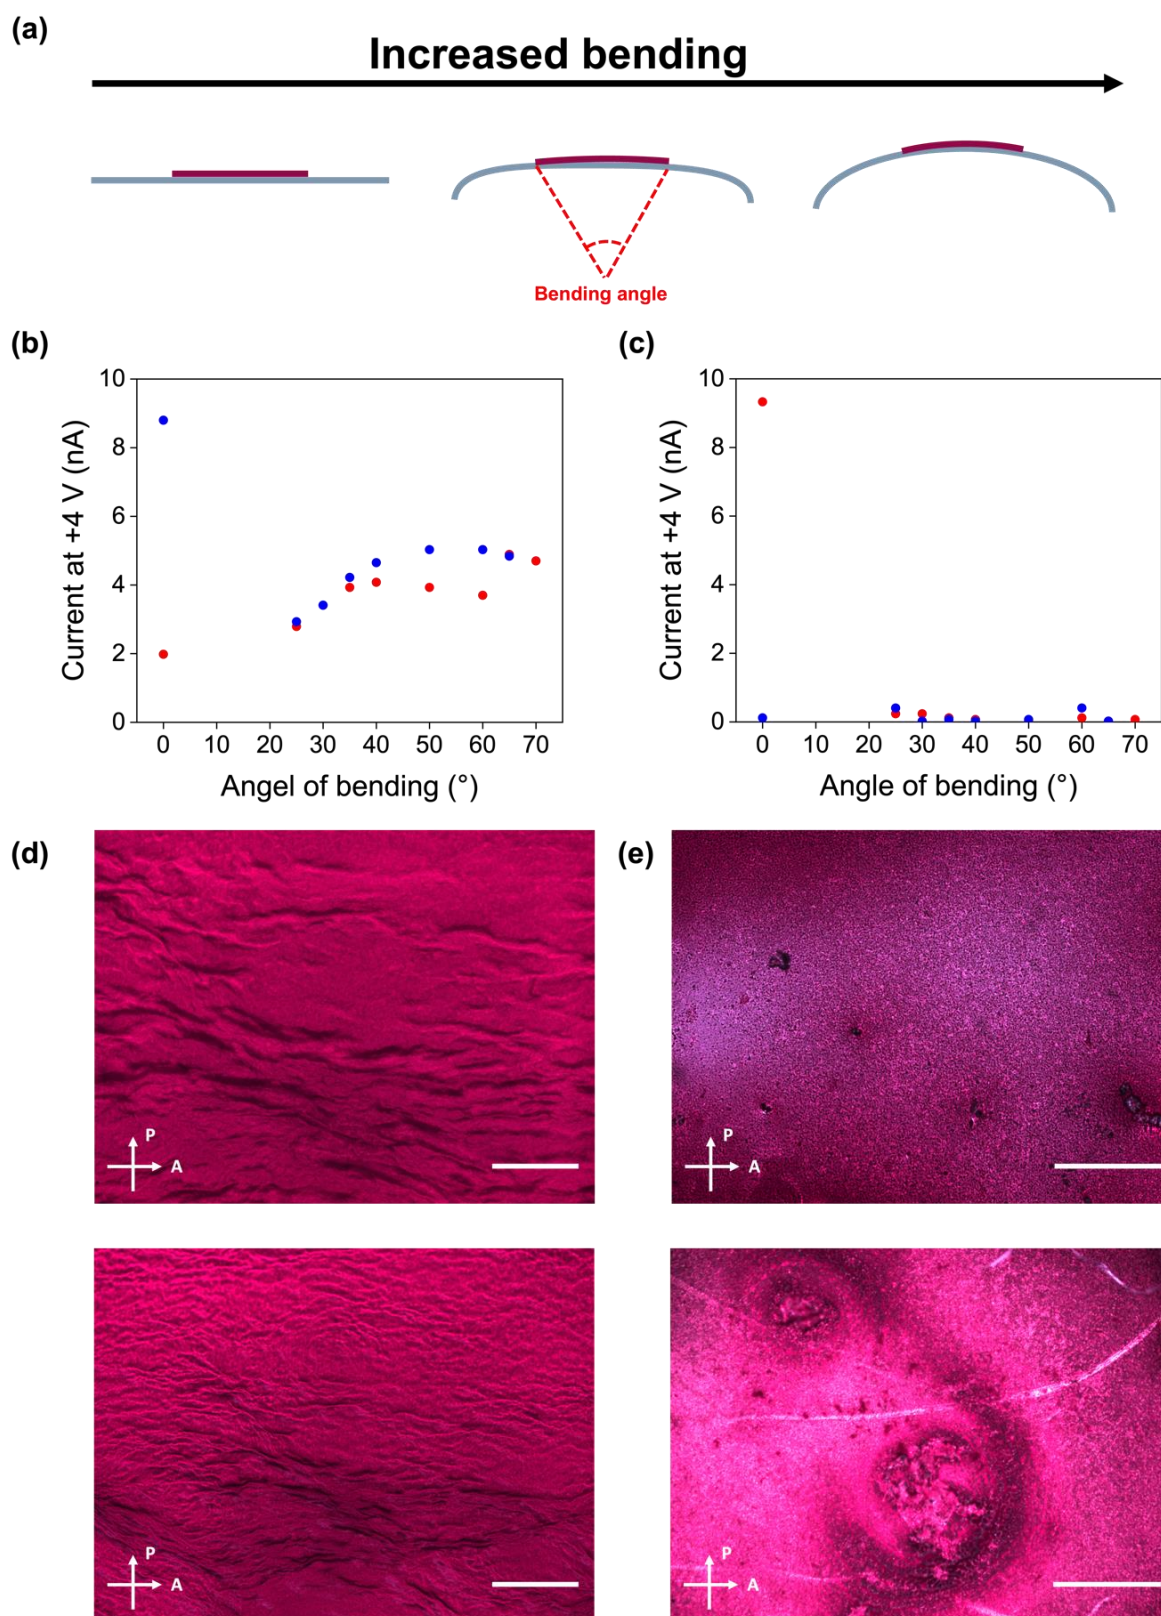 (a)
Increased bending
Bending angle
(b)
(c)
10
8
6
4
2
0
Current at +4 V (nA)
0 10 20 30 40 50 60 70
Angel of bending (°)
10
8
6
4
2
0
Current at +4 V (nA)
0 10 20 30 40 50 60 70
Angle of bending (°)
(d)
P
A
(e)
P
A
P
A
P
A